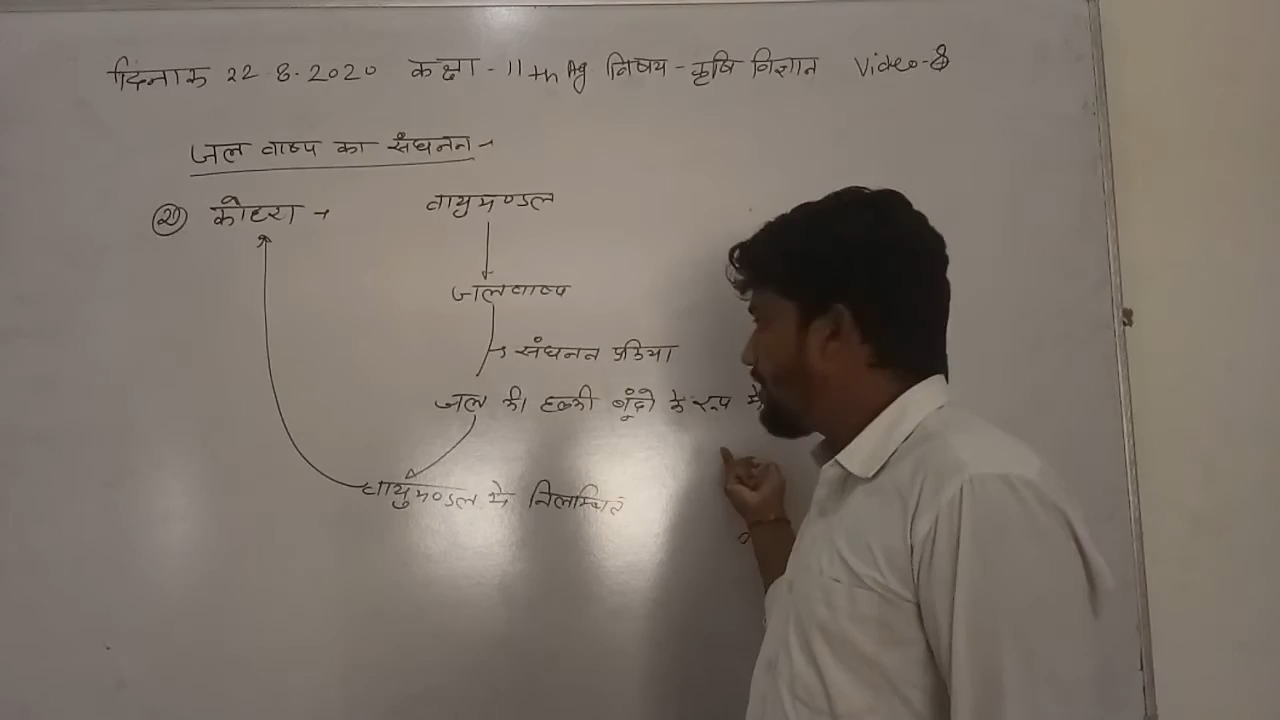 दिनाक 22.8.2020 कक्षा - 11th Ag विषय - कृषि विज्ञान Video-8
जल वाष्प का संघनन →
② कोहरा →
वायुमण्डल
जलवाष्प
→ संघनन प्रक्रिया
जल की हल्की बूंदो के रूप में
वायुमण्डल मे निलम्बित